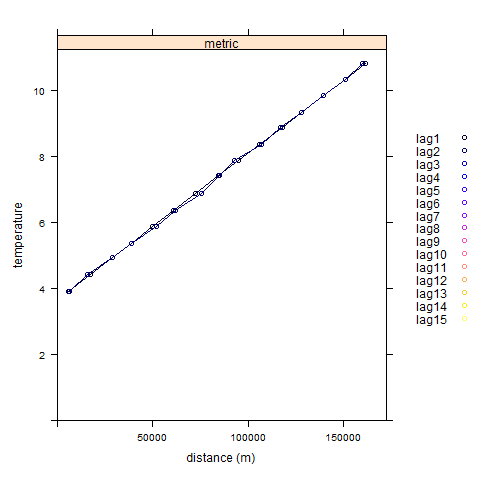 metric
10
8
6
4
2
temperature
50000 100000 150000
distance (m)
lag1
lag2
lag3
lag4
lag5
lag6
lag7
lag8
lag9
lag10
lag11
lag12
lag13
lag14
lag15